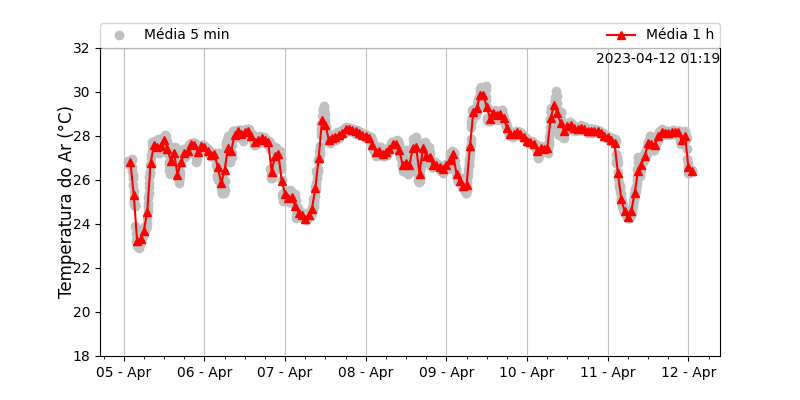 Média 5 min
Média 1 h
2023-04-12 01:19
Temperatura do Ar (°C)
32
30
28
26
24
22
20
18
05 - Apr
06 - Apr
07 - Apr
08 - Apr
09 - Apr
10 - Apr
11 - Apr
12 - Apr